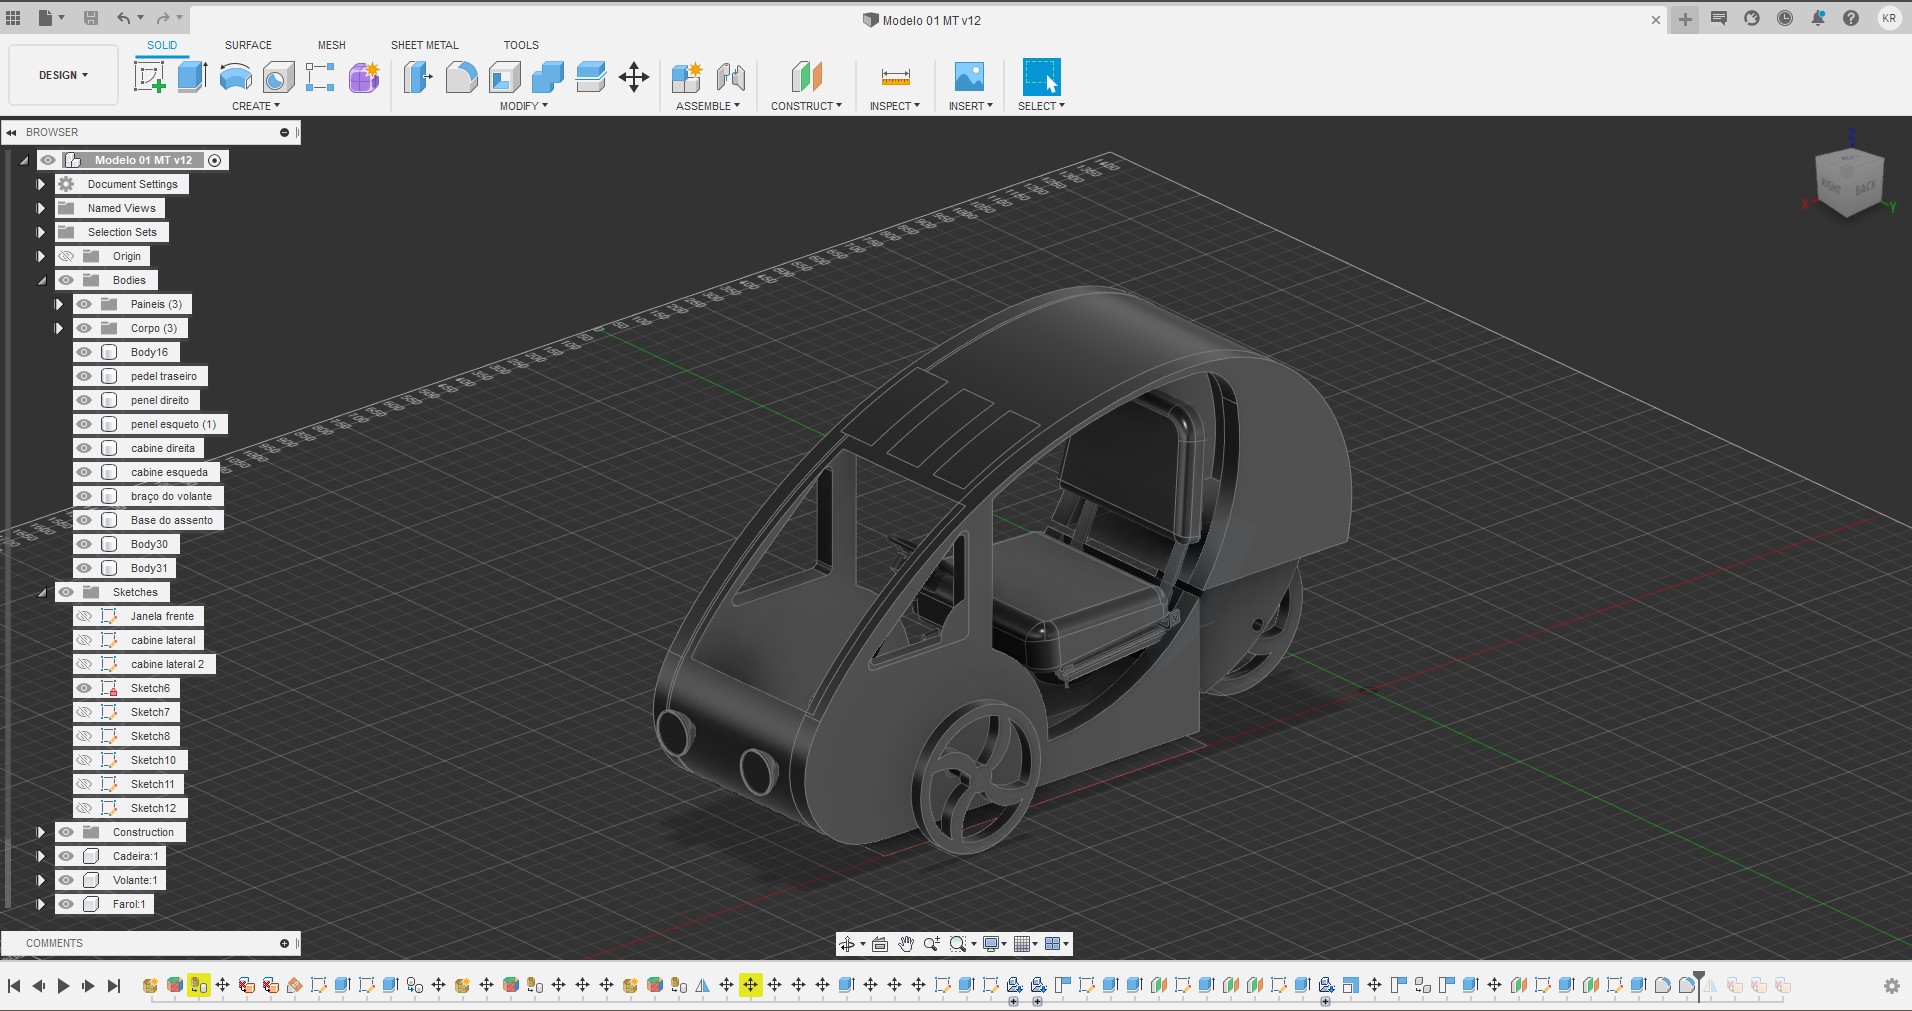 Modelo 01 MT v12
KR
SOLID SURFACE MESH SHEET METAL TOOLS
DESIGN
CREATE MODIFY ASSEMBLE CONSTRUCT INSPECT INSERT SELECT
BROWSER
Modelo 01 MT v12
Document Settings
Named Views
Selection Sets
Origin
Bodies
Paineis (3)
Corpo (3)
Body16
pedel traseiro
penel direito
penel esqueto (1)
cabine direita
cabine esqueda
braço do volante
Base do assento
Body30
Body31
Sketches
Janela frente
cabine lateral
cabine lateral 2
Sketch6
Sketch7
Sketch8
Sketch10
Sketch11
Sketch12
Construction
Cadeira:1
Volante:1
Farol:1
COMMENTS
Z
RIGHT BACK
X Y